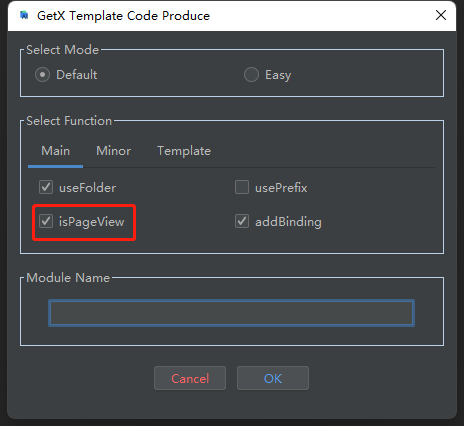 GetX Template Code Produce
Select Mode
Default Easy
Select Function
Main Minor Template
useFolder usePrefix
isPageView addBinding
Module Name
Cancel OK